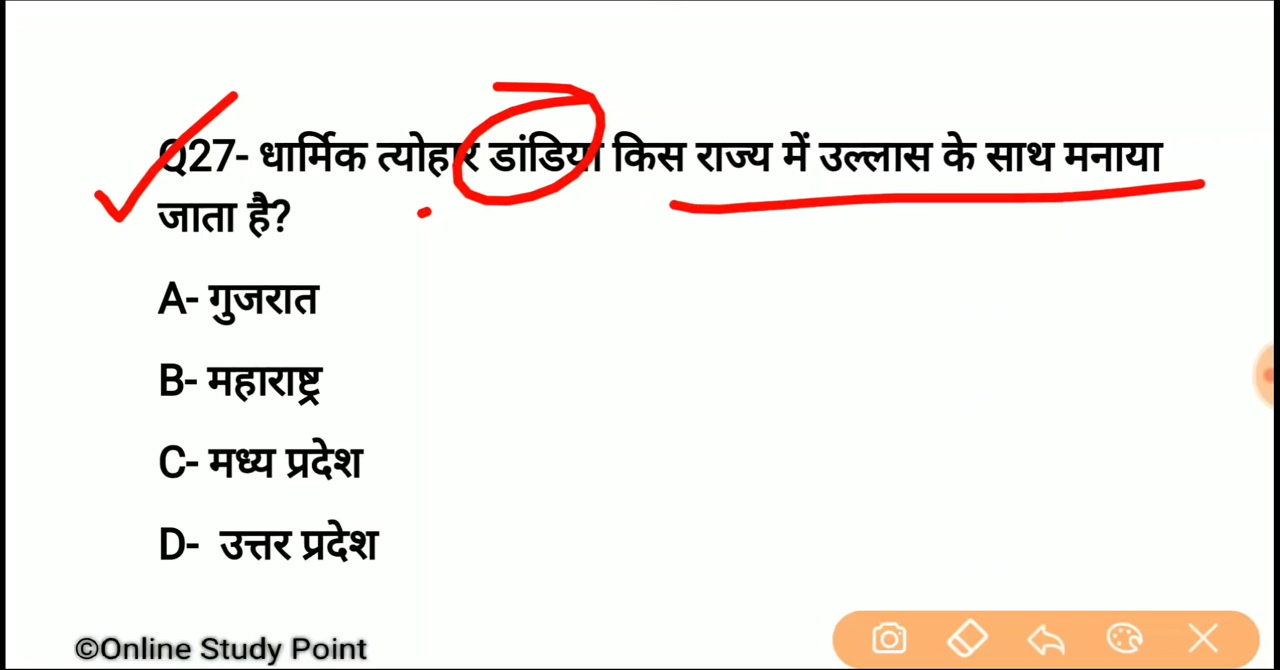 Q27- धार्मिक त्योहार डांडिया किस राज्य में उल्लास के साथ मनाया
जाता है?
A- गुजरात
B- महाराष्ट्र
C- मध्य प्रदेश
D- उत्तर प्रदेश
©Online Study Point